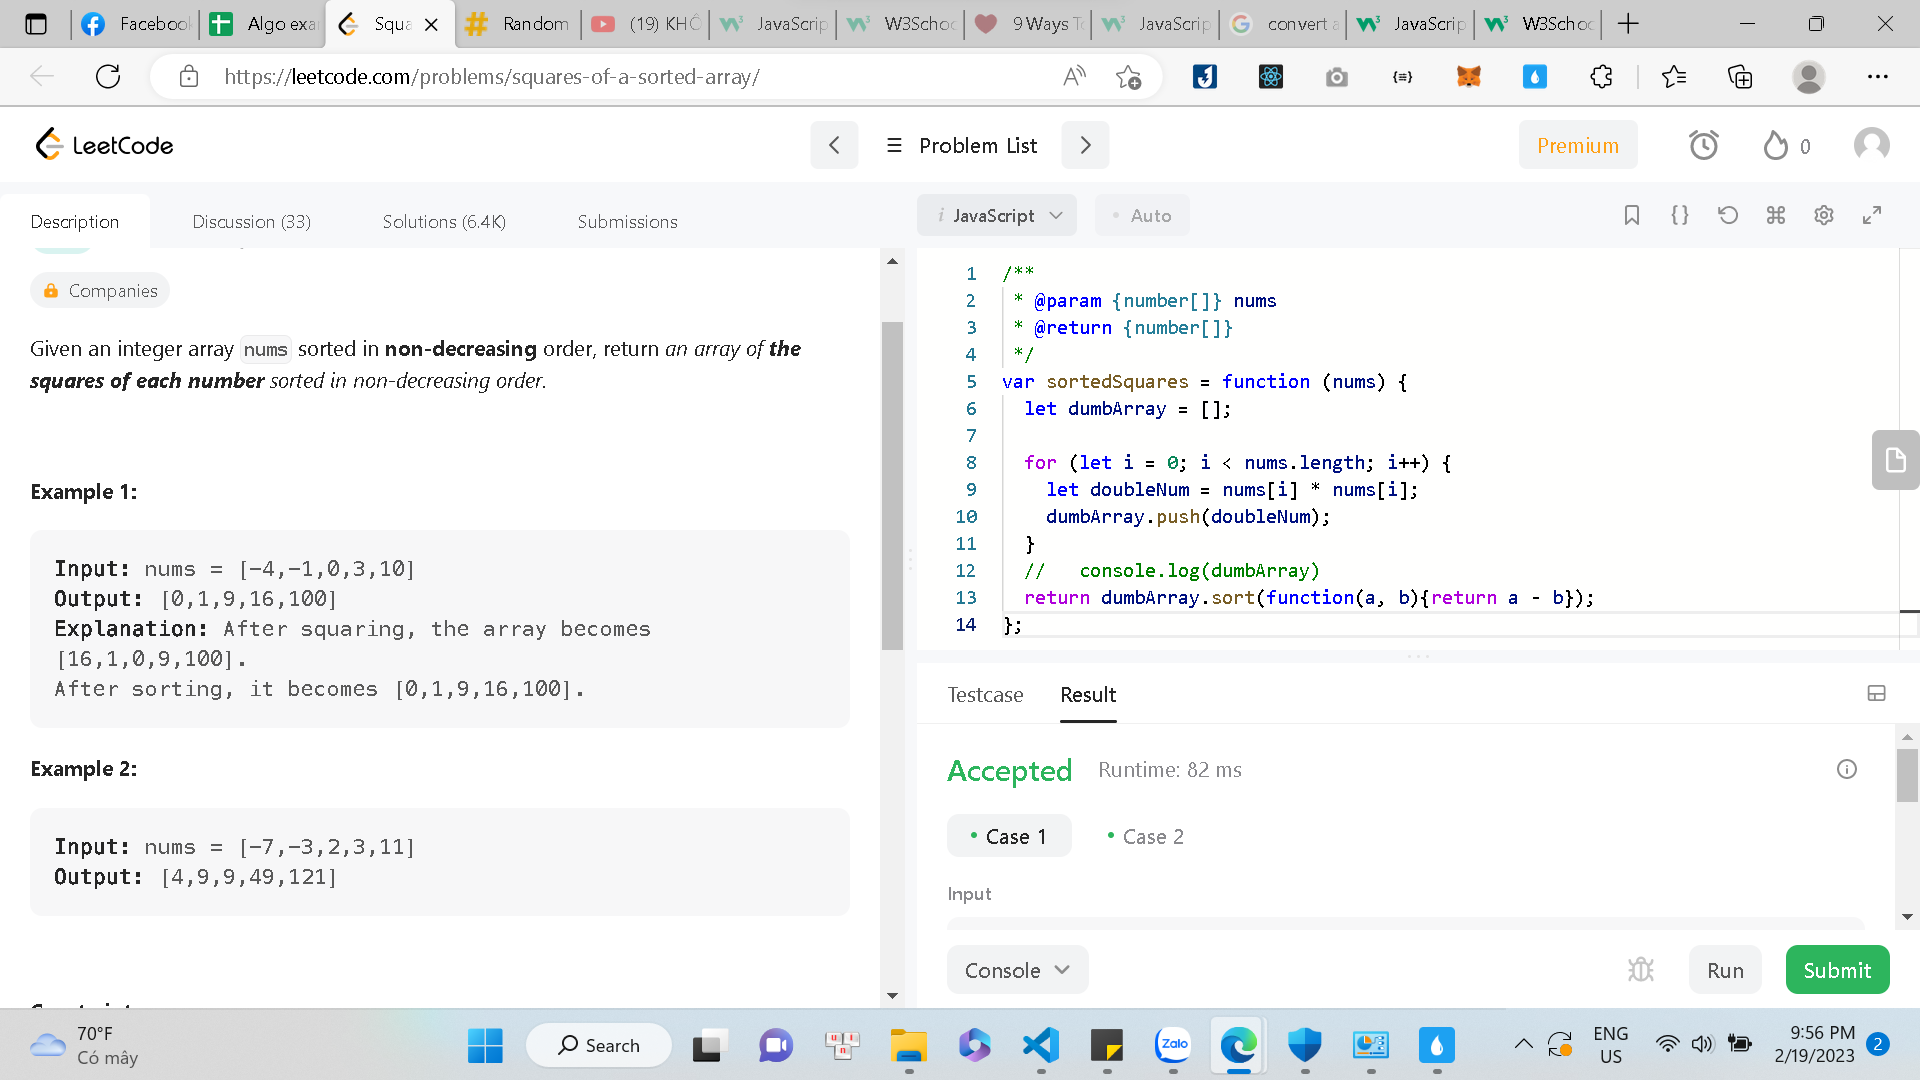 Facebook
Algo exa
Squa
Random
(19) KHÔ
JavaScrip
W3Schoo
9 Ways To
JavaScrip
convert a
JavaScrip
W3Schoo
https://leetcode.com/problems/squares-of-a-sorted-array/
LeetCode
Problem List
Premium
0
Description
Discussion (33)
Solutions (6.4K)
Submissions
i JavaScript
• Auto
Companies
Given an integer array nums sorted in non-decreasing order, return an array of the
squares of each number sorted in non-decreasing order.
Example 1:
Input: nums = [-4,-1,0,3,10]
Output: [0,1,9,16,100]
Explanation: After squaring, the array becomes
[16,1,0,9,100].
After sorting, it becomes [0,1,9,16,100].
Example 2:
Input: nums = [-7,-3,2,3,11]
Output: [4,9,9,49,121]
1 /**
2 * @param {number[]} nums
3 * @return {number[]}
4 */
5 var sortedSquares = function (nums) {
6 let dumbArray = [];
7
8 for (let i = 0; i < nums.length; i++) {
9 let doubleNum = nums[i] * nums[i];
10 dumbArray.push(doubleNum);
11 }
12 // console.log(dumbArray)
13 return dumbArray.sort(function(a, b){return a - b});
14 };
Testcase
Result
Accepted
Runtime: 82 ms
• Case 1
• Case 2
Input
Console
Run
Submit
70°F
Có mây
Search
Zalo
ENG
US
9:56 PM
2/19/2023
2